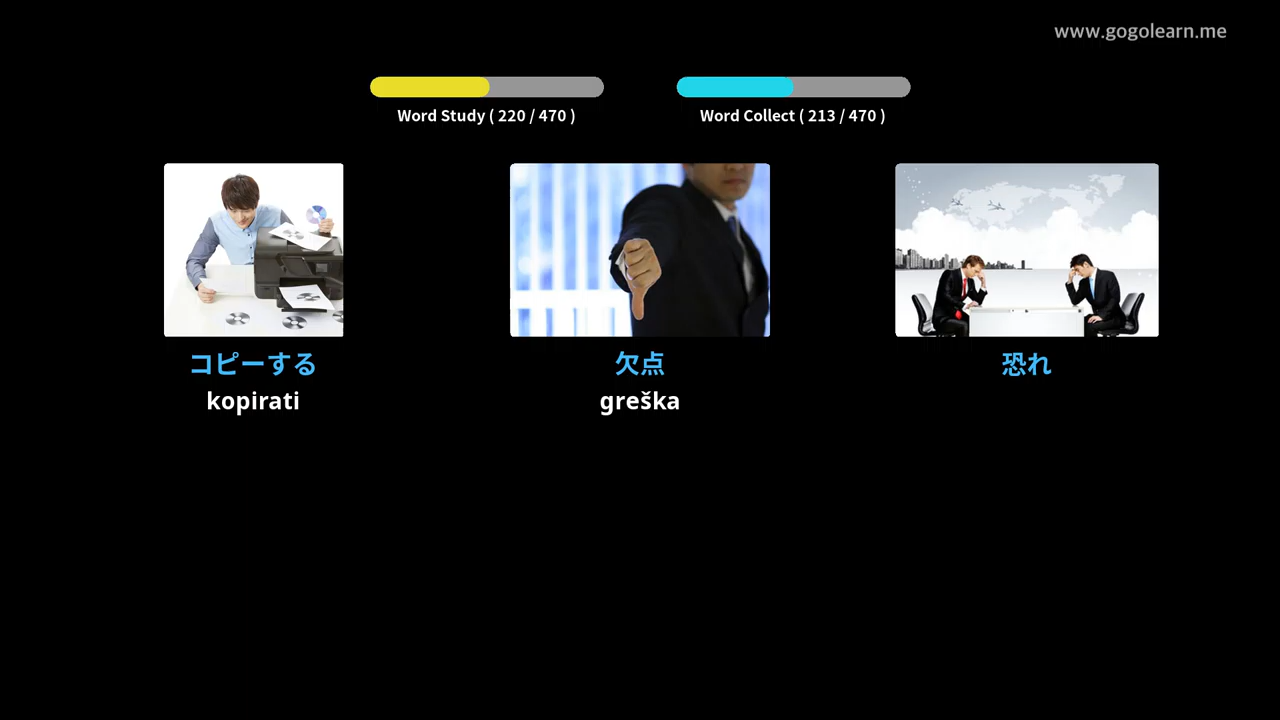 www.gogolearn.me
Word Study ( 220 / 470 )
Word Collect ( 213 / 470 )
コピーする
kopirati
欠点
greška
恐れ